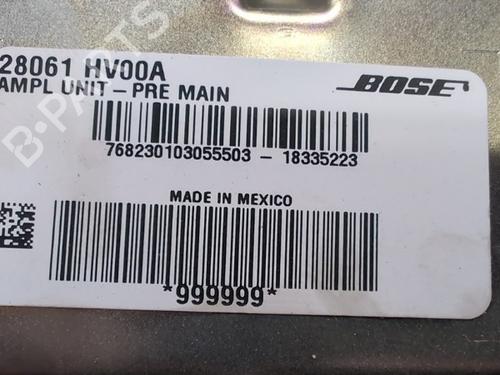 28061 HV00A
AMPL UNIT – PRE MAIN
BOSE
768230103055503 – 18335223
MADE IN MEXICO
*999999*
B-PARTS